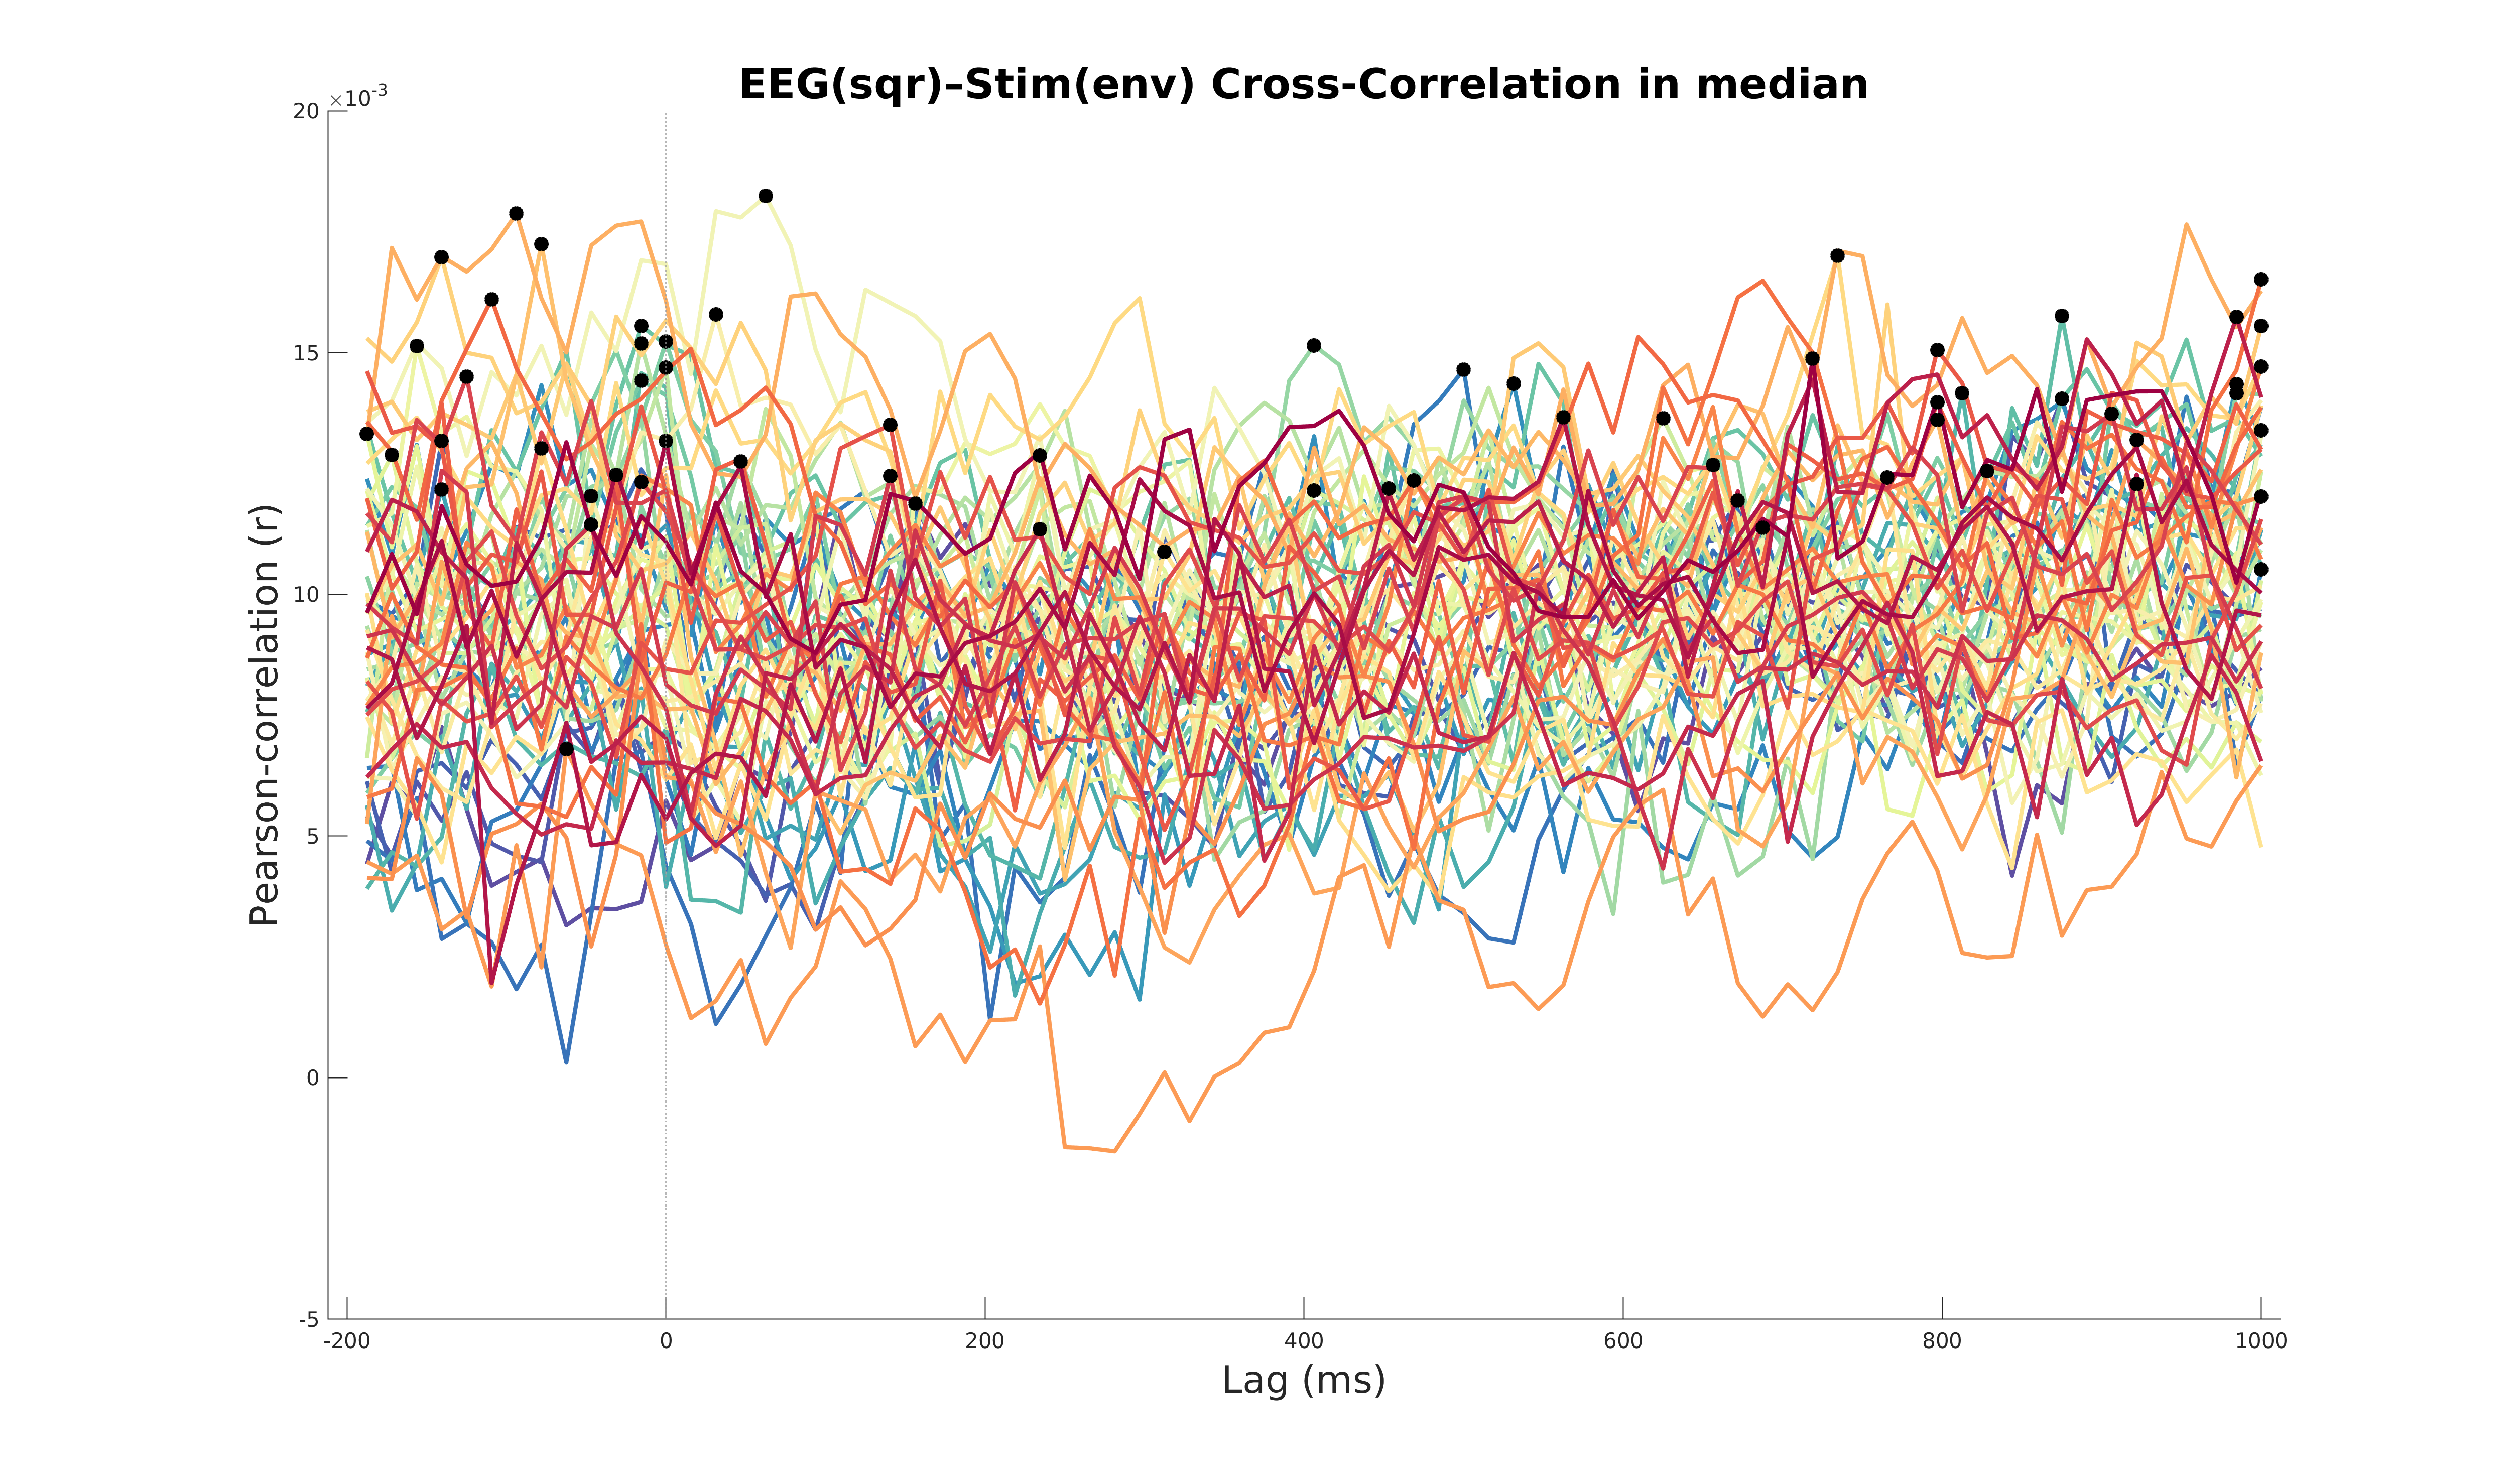 EEG(sqr)–Stim(env) Cross-Correlation in median
×10-3
20
15
10
5
0
-5
Pearson-correlation (r)
-200 0 200 400 600 800 1000
Lag (ms)